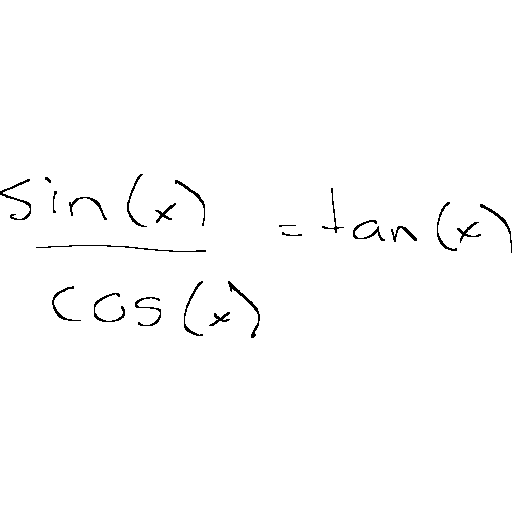 sin(x)
/
cos(x) = tan(x)